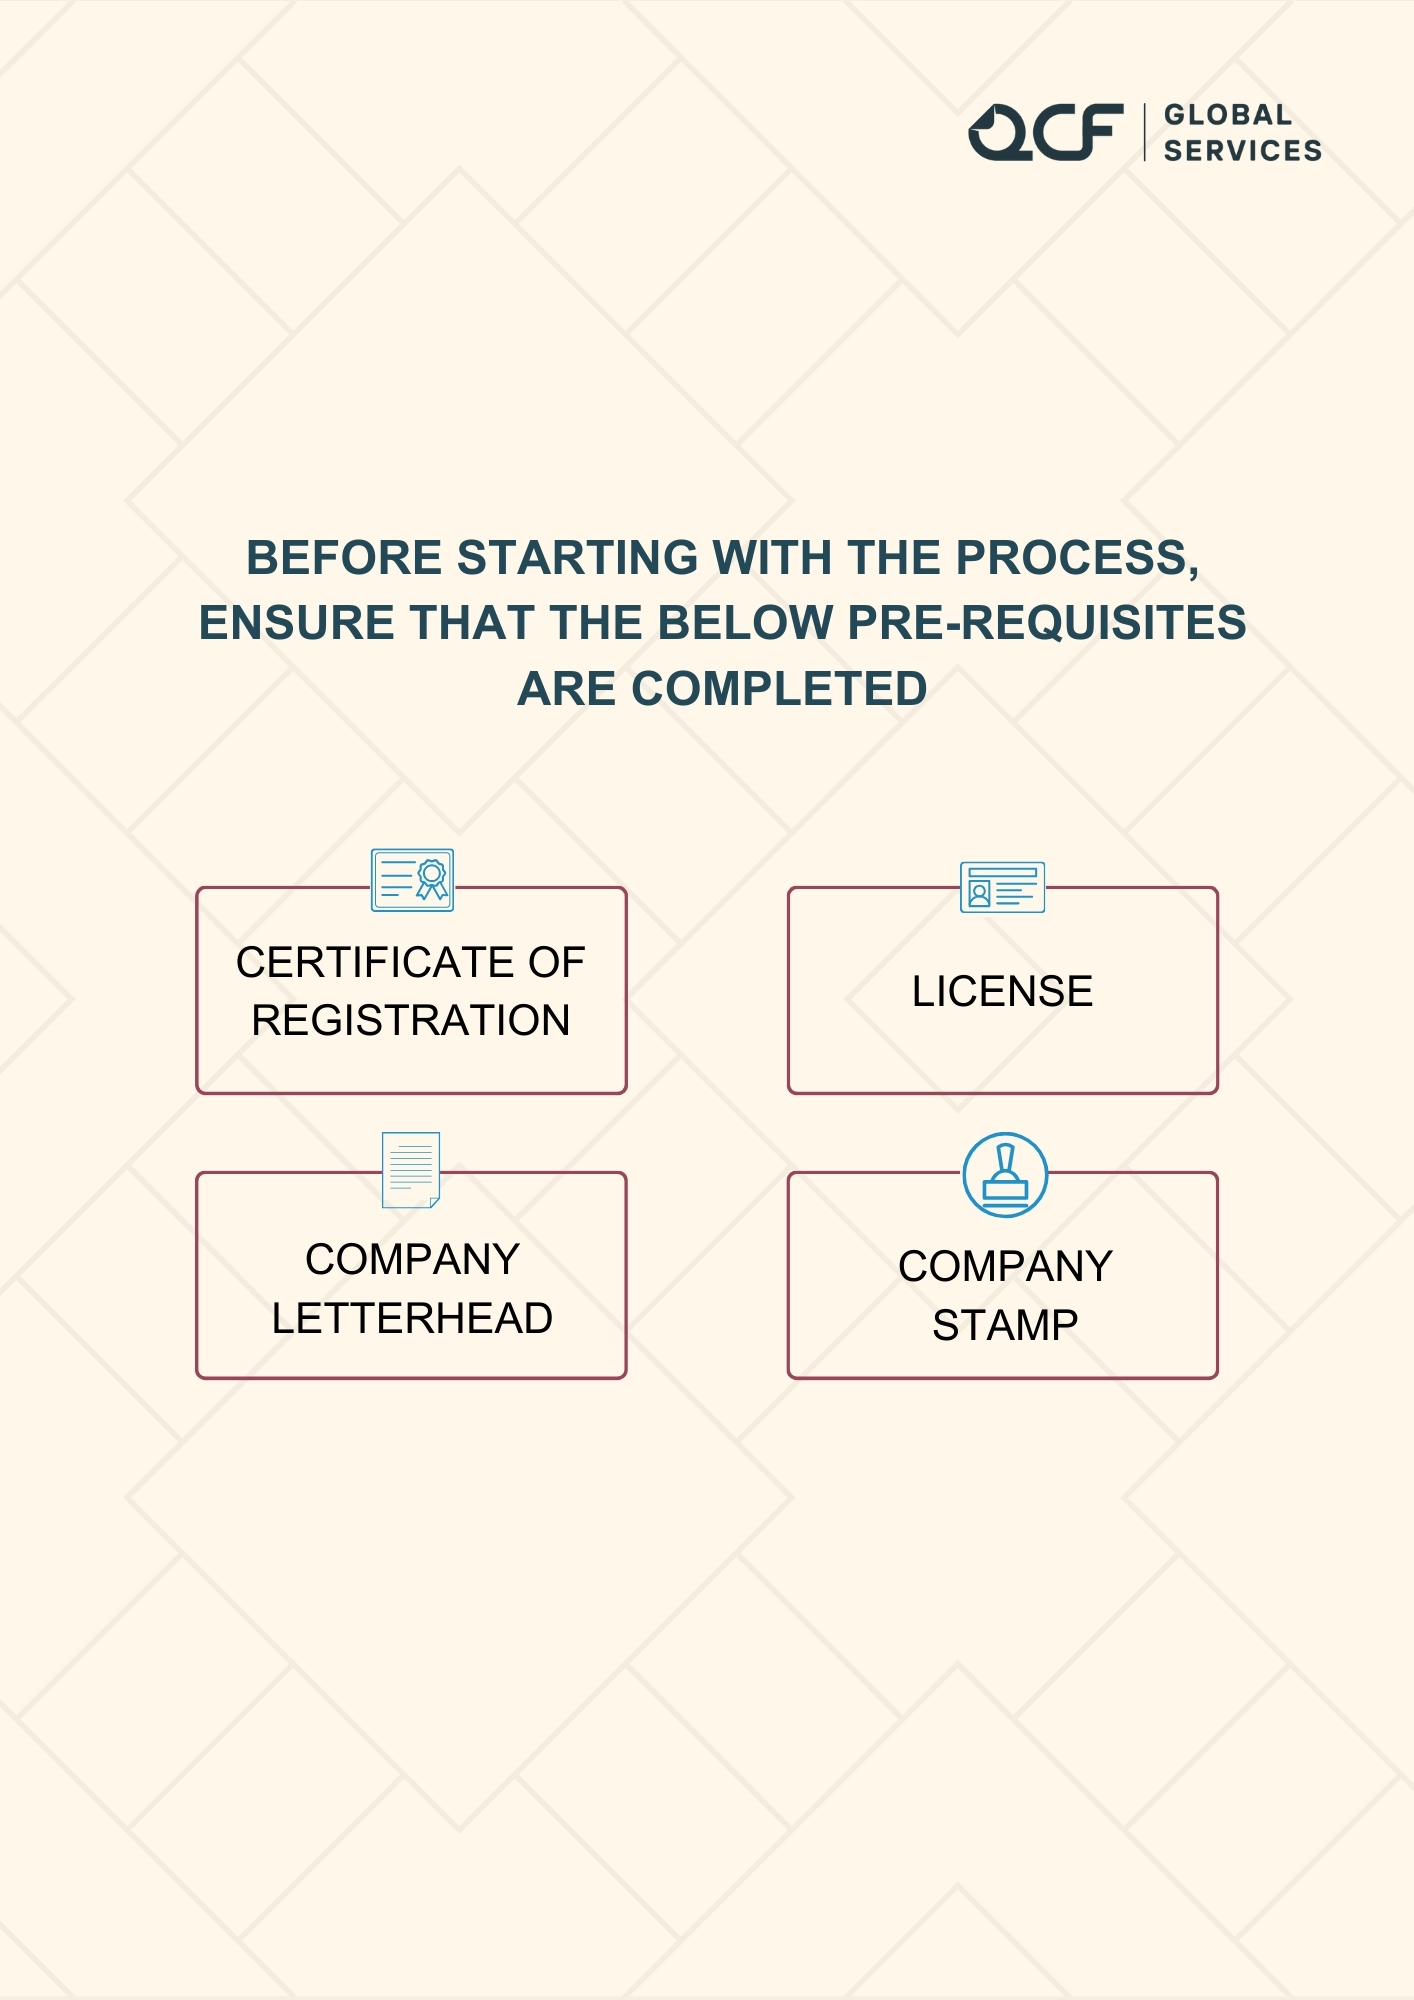 QCF
GLOBAL
SERVICES
BEFORE STARTING WITH THE PROCESS,
ENSURE THAT THE BELOW PRE-REQUISITES
ARE COMPLETED
CERTIFICATE OF
REGISTRATION
LICENSE
COMPANY
LETTERHEAD
COMPANY
STAMP